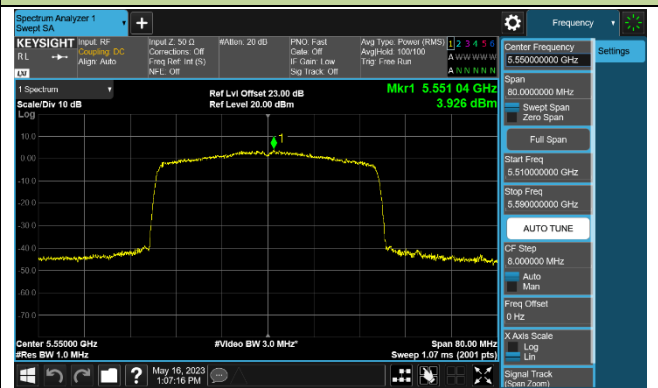 Spectrum Analyzer 1
Swept SA
+
Frequency
KEYSIGHT
RL
LXI
Input: RF
Coupling: DC
Align: Auto
Input Z: 50 Ω
Corrections: Off
Freq Ref: Int (S)
NFE: Off
#Atten: 20 dB
PNO: Fast
Gate: Off
IF Gain: Low
Sig Track: Off
Avg Type: Power (RMS)
Avg|Hold: 100/100
Trig: Free Run
1 2 3 4 5 6
A W W W W W
A N N N N N
1 Spectrum
Scale/Div 10 dB
Log
Ref Lvl Offset 23.00 dB
Ref Level 20.00 dBm
Mkr1 5.551 04 GHz
3.926 dBm
1
10.0
0.00
-10.0
-20.0
-30.0
-40.0
-50.0
-60.0
-70.0
Center 5.55000 GHz
#Res BW 1.0 MHz
#Video BW 3.0 MHz*
Span 80.00 MHz
Sweep 1.07 ms (2001 pts)
May 16, 2023
1:07:16 PM
?
Center Frequency
5.550000000 GHz
Span
80.0000000 MHz
Swept Span
Zero Span
Full Span
Start Freq
5.510000000 GHz
Stop Freq
5.590000000 GHz
AUTO TUNE
CF Step
8.000000 MHz
Auto
Man
Freq Offset
0 Hz
X Axis Scale
Log
Lin
Signal Track
(Span Zoom)
Settings